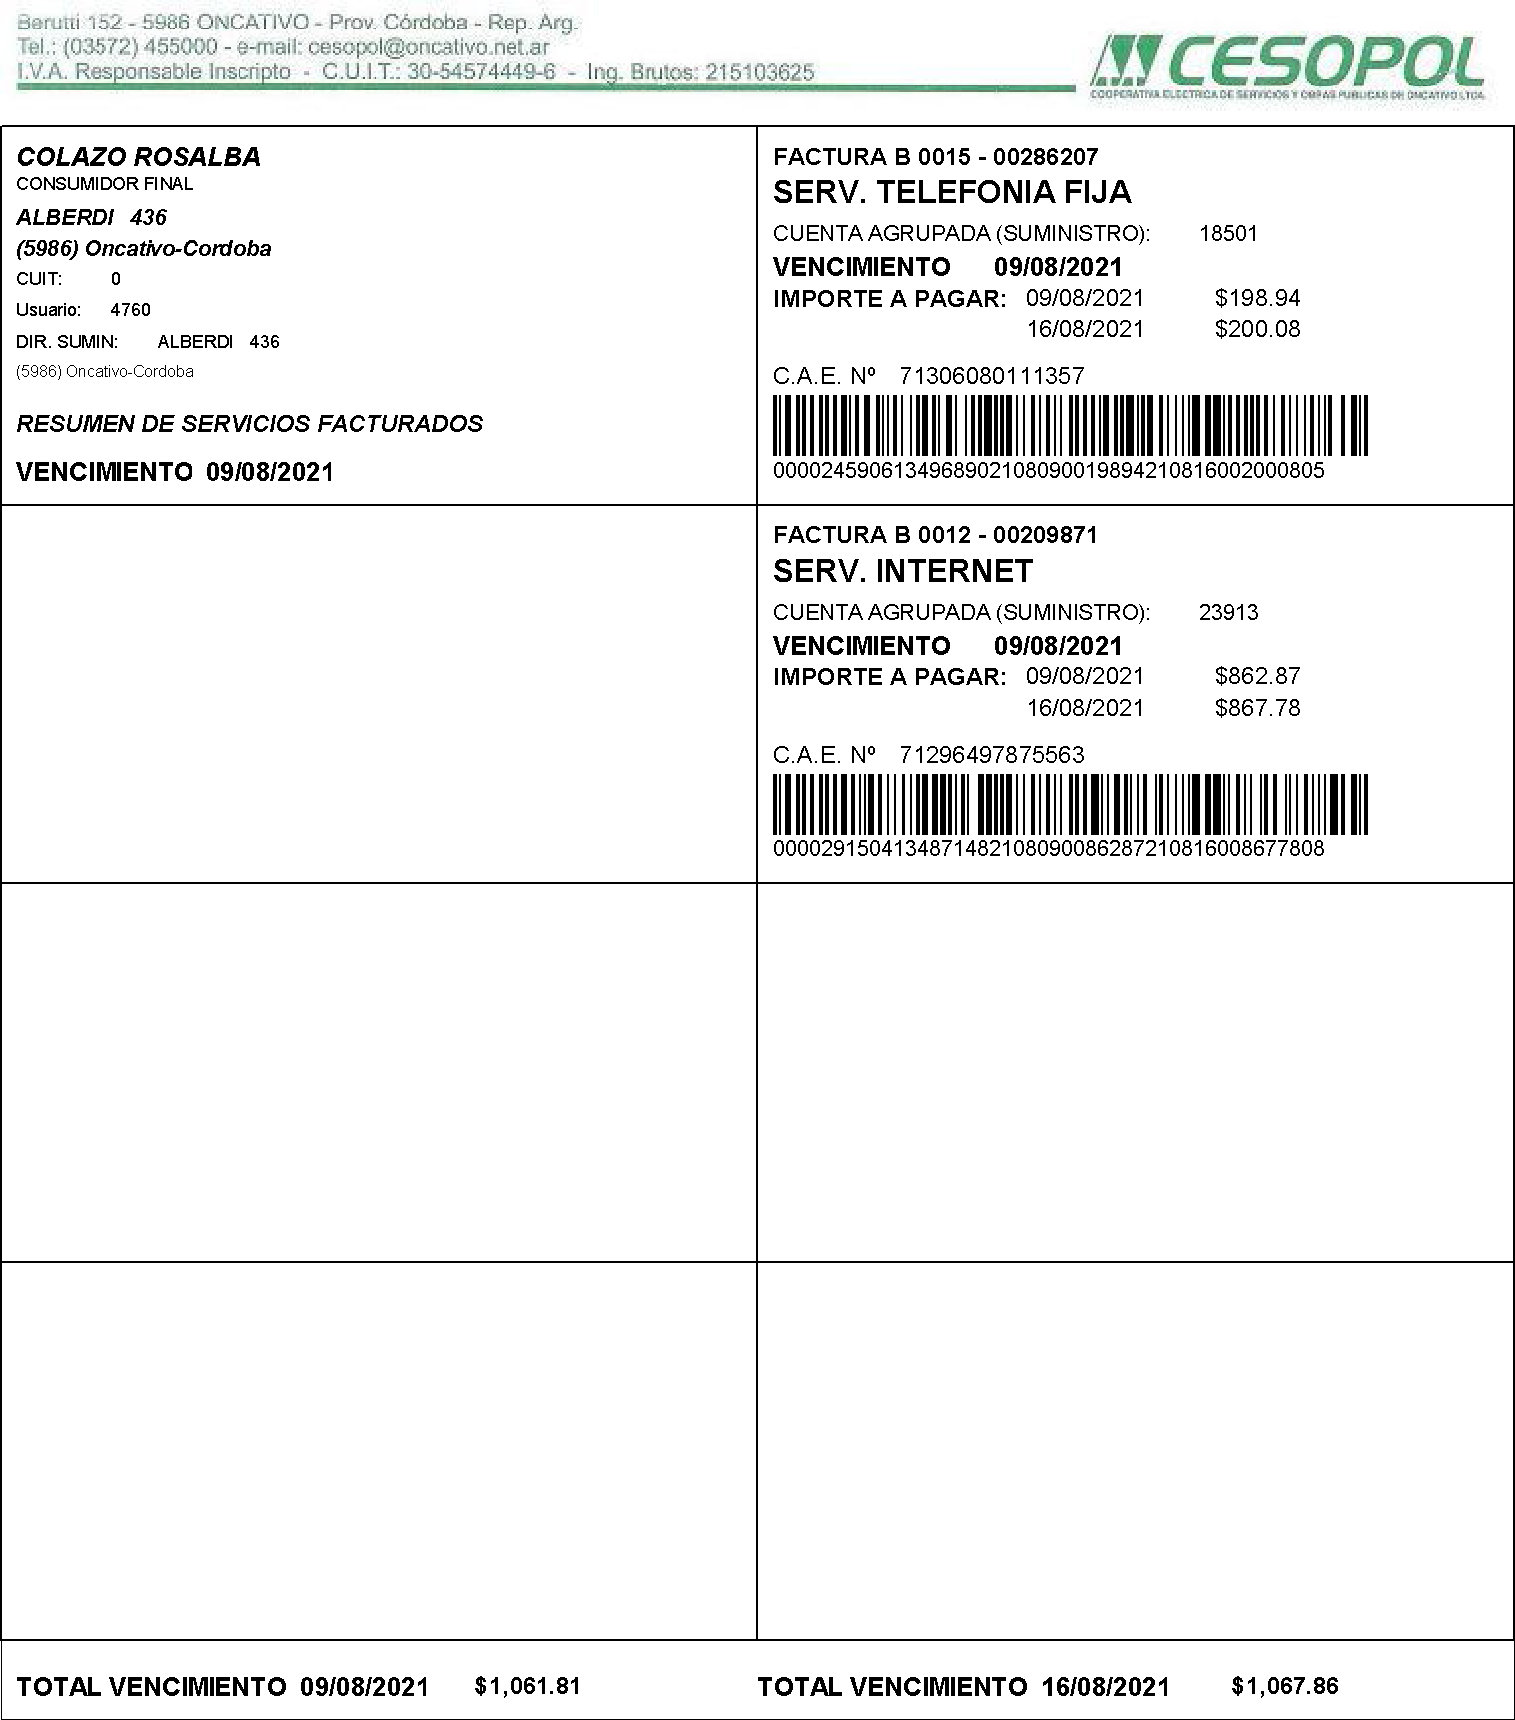 Berutti 152 - 5986 ONCATIVO - Prov. Córdoba - Rep. Arg.
Tel.: (03572) 455000 - e-mail: cesopol@oncativo.net.ar
I.V.A. Responsable Inscripto - C.U.I.T.: 30-54574449-6 - Ing. Brutos: 215103625
CESOPOL
COOPERATIVA ELECTRICA DE SERVICIOS Y OBRAS PUBLICAS DE ONCATIVO LTDA.
COLAZO ROSALBA
CONSUMIDOR FINAL
ALBERDI 436
(5986) Oncativo-Cordoba
CUIT: 0
Usuario: 4760
DIR. SUMIN: ALBERDI 436
(5986) Oncativo-Cordoba
RESUMEN DE SERVICIOS FACTURADOS
VENCIMIENTO 09/08/2021
FACTURA B 0015 - 00286207
SERV. TELEFONIA FIJA
CUENTA AGRUPADA (SUMINISTRO): 18501
VENCIMIENTO 09/08/2021
IMPORTE A PAGAR: 09/08/2021 $198.94
16/08/2021 $200.08
C.A.E. Nº 71306080111357
00002459061349689021080900198942108160020​00805
FACTURA B 0012 - 00209871
SERV. INTERNET
CUENTA AGRUPADA (SUMINISTRO): 23913
VENCIMIENTO 09/08/2021
IMPORTE A PAGAR: 09/08/2021 $862.87
16/08/2021 $867.78
C.A.E. Nº 71296497875563
0000291504134871482108090086287210816008677808
TOTAL VENCIMIENTO 09/08/2021 $1,061.81
TOTAL VENCIMIENTO 16/08/2021 $1,067.86